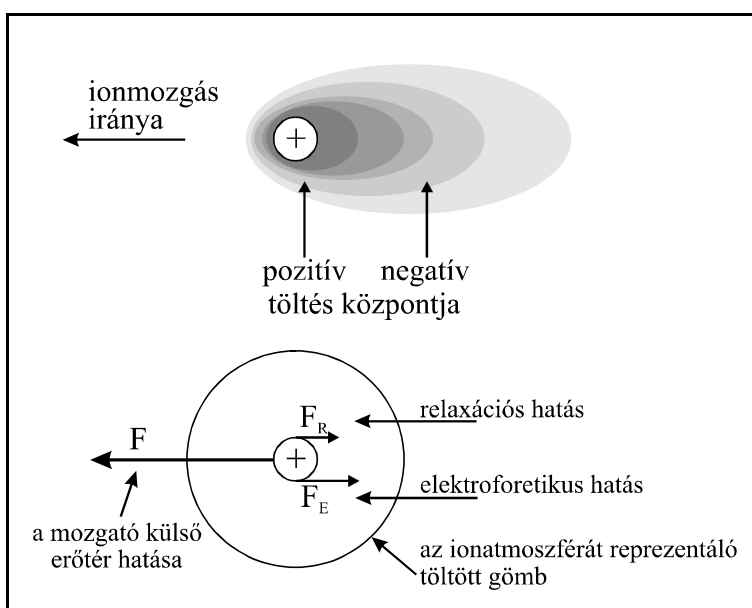 ionmozgás
iránya
+
pozitív negatív
töltés központja
F
F_R
+
F_E
relaxációs hatás
elektroforetikus hatás
a mozgató külső
erőtér hatása
az ionatmoszférát reprezentáló
töltött gömb